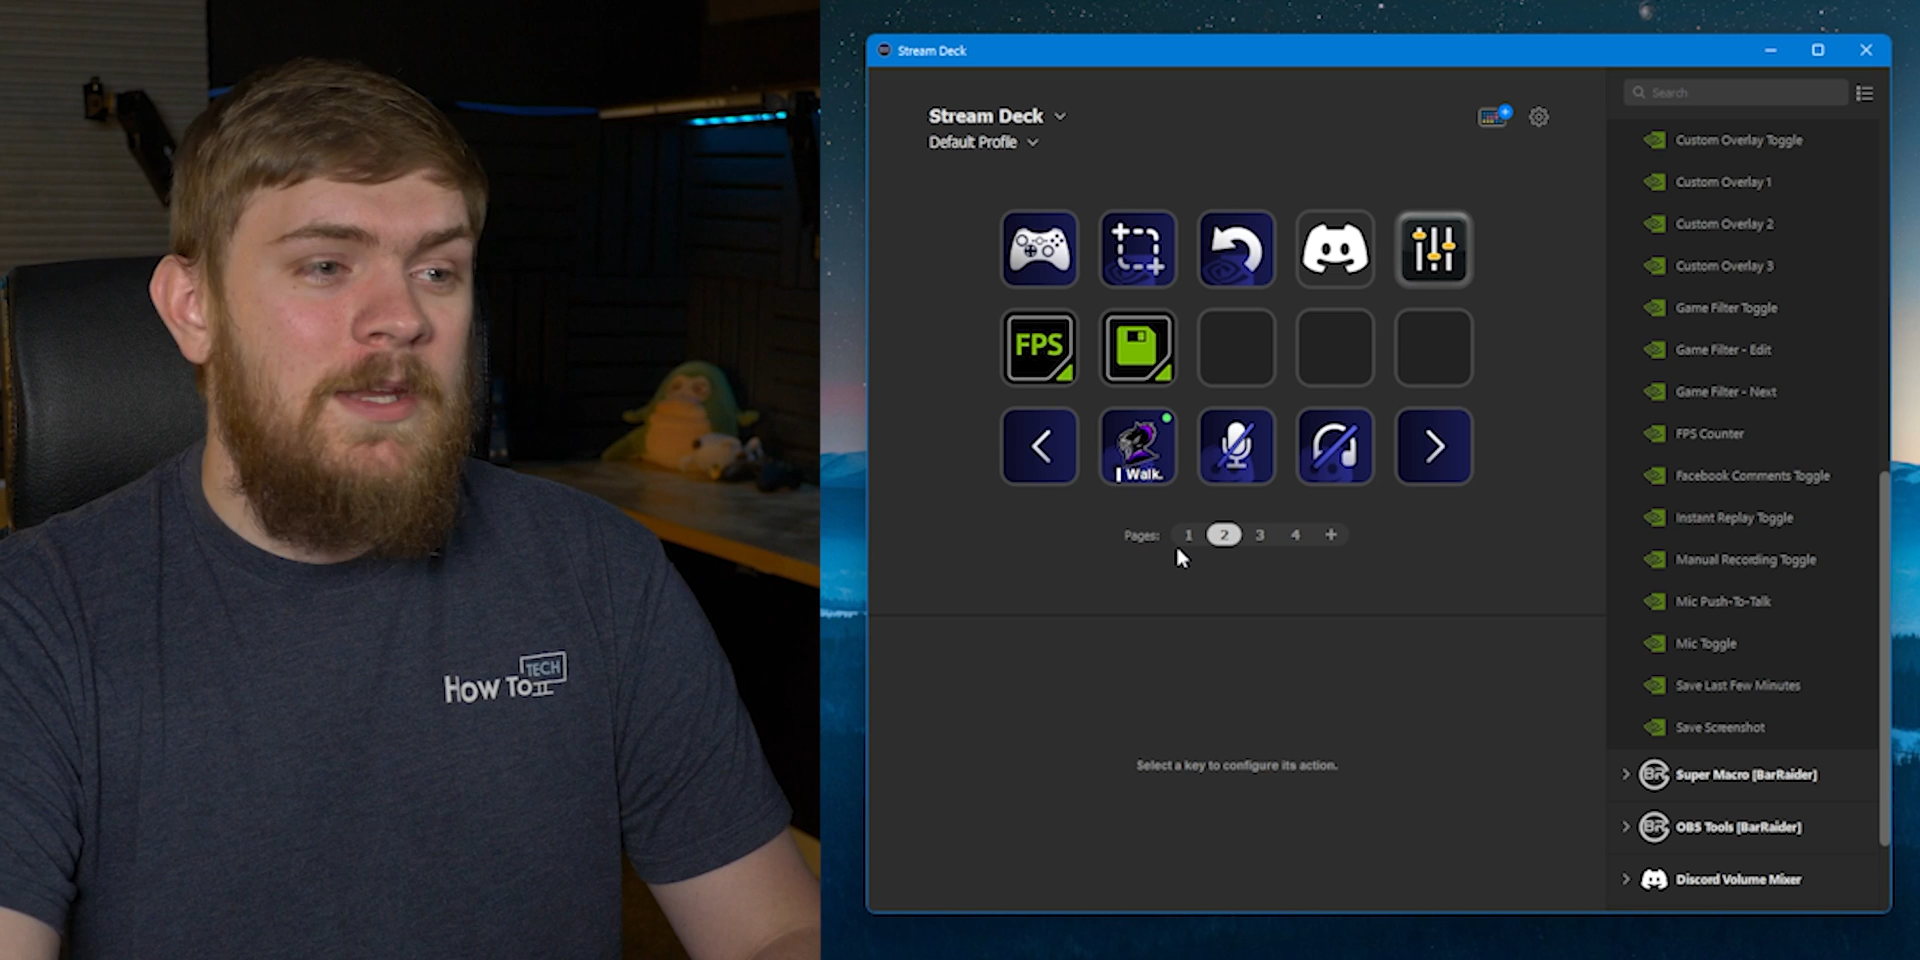 Stream Deck
Search
Stream Deck
Default Profile
Custom Overlay Toggle
Custom Overlay 1
Custom Overlay 2
Custom Overlay 3
Game Filter Toggle
Game Filter - Edit
Game Filter - Next
FPS
FPS Counter
Facebook Comments Toggle
Walk.
Instant Replay Toggle
Pages: 1 2 3 4 +
Manual Recording Toggle
Mic Push-To-Talk
Mic Toggle
Save Last Few Minutes
Save Screenshot
TECH
HOW TO
Select a key to configure its action.
BR Super Macro [BarRaider]
BR OBS Tools [BarRaider]
Discord Volume Mixer